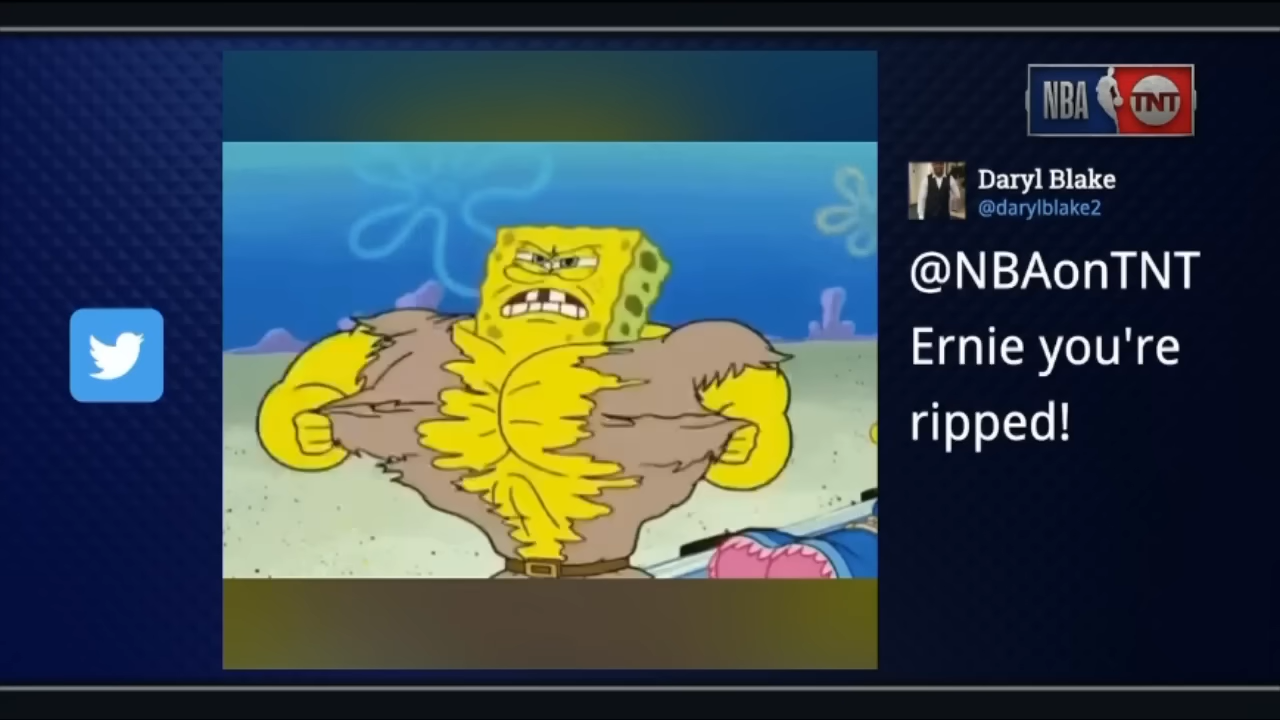 NBA TNT
Daryl Blake
@darylblake2
@NBAonTNT
Ernie you're
ripped!